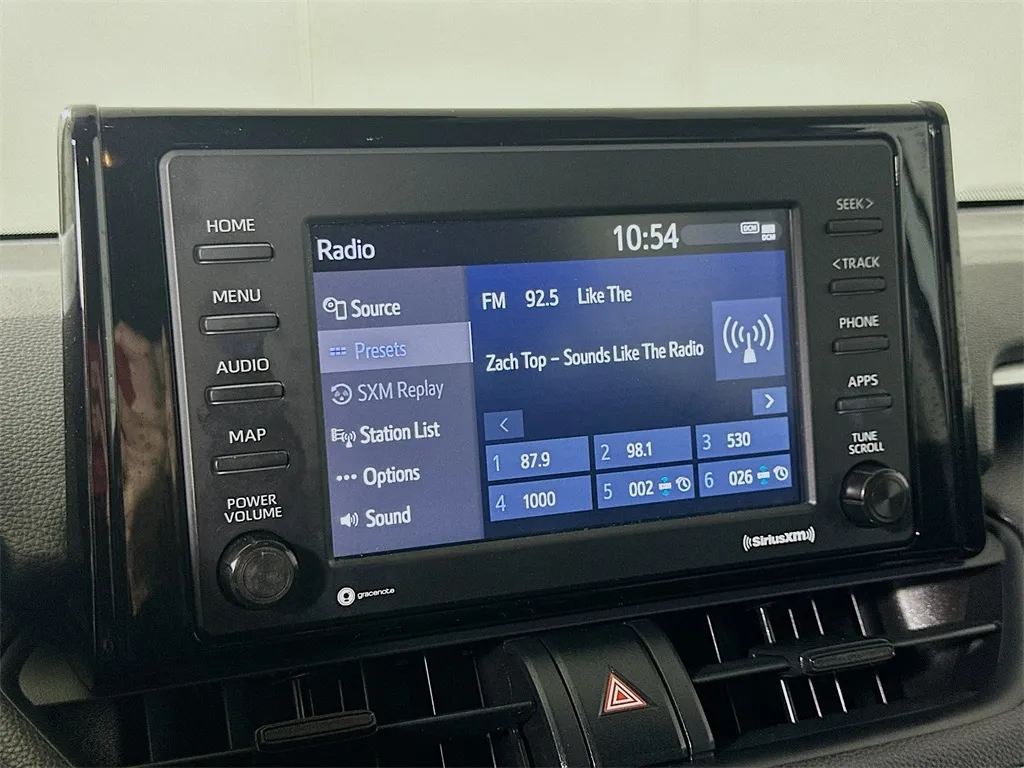 HOME
MENU
AUDIO
MAP
POWER
VOLUME
Radio
10:54
DCM
DCM
Source
Presets
SXM Replay
Station List
Options
Sound
FM 92.5 Like The
Zach Top – Sounds Like The Radio
<
>
1 87.9
2 98.1
3 530
4 1000
5 002
6 026
SEEK >
< TRACK
PHONE
APPS
TUNE
SCROLL
gracenote
((SiriusXM))